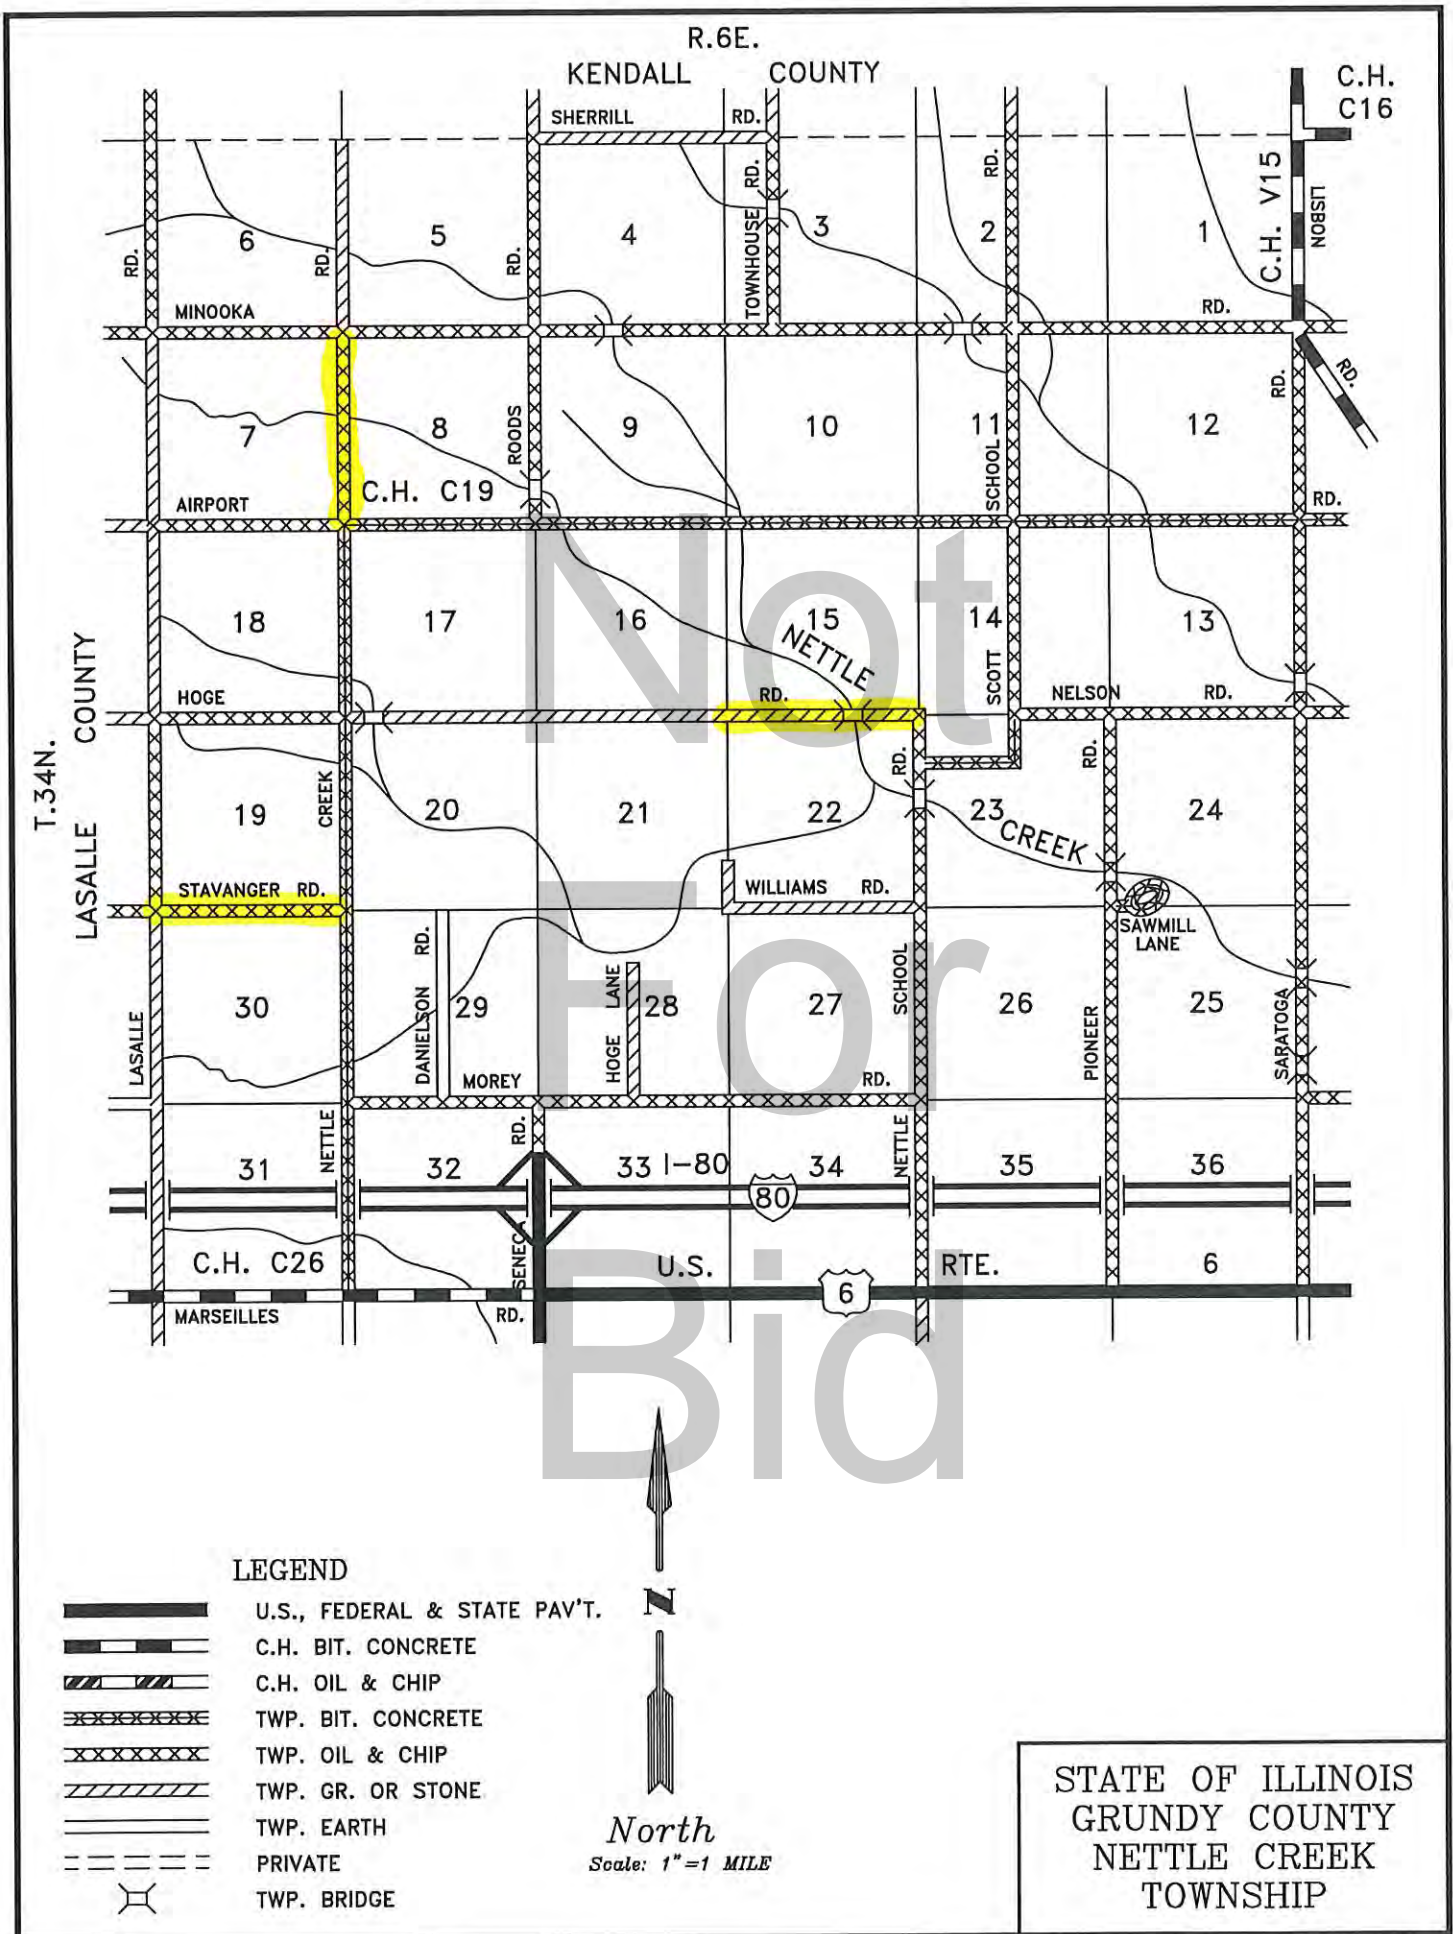 R.6E.
KENDALL COUNTY
C.H.
C16
SHERRILL RD.
C.H. V15
LISBON
RD.
RD.
RD.
TOWNHOUSE RD.
RD.
6 5 4 3 2 1
MINOOKA RD.
RD.
RD.
7 8 9 10 11 12
ROODS
SCHOOL
C.H. C19
AIRPORT RD.
18 17 16 15 14 13
NETTLE
SCOTT
HOGE RD. NELSON RD.
T.34N.
LASALLE COUNTY
CREEK
RD.
RD.
19 20 21 22 23 24
CREEK
STAVANGER RD. WILLIAMS RD.
SAWMILL
LANE
LASALLE
DANIELSON RD.
HOGE LANE
SCHOOL
PIONEER
SARATOGA
30 29 28 27 26 25
MOREY RD.
NETTLE
RD.
NETTLE
31 32 33 I-80 34 35 36
80
SENECA
C.H. C26 U.S. RTE. 6
6
MARSEILLES RD.
Not
For
Bid
LEGEND
U.S., FEDERAL & STATE PAV'T.
C.H. BIT. CONCRETE
C.H. OIL & CHIP
TWP. BIT. CONCRETE
TWP. OIL & CHIP
TWP. GR. OR STONE
TWP. EARTH
PRIVATE
TWP. BRIDGE
N
North
Scale: 1"=1 MILE
STATE OF ILLINOIS
GRUNDY COUNTY
NETTLE CREEK
TOWNSHIP